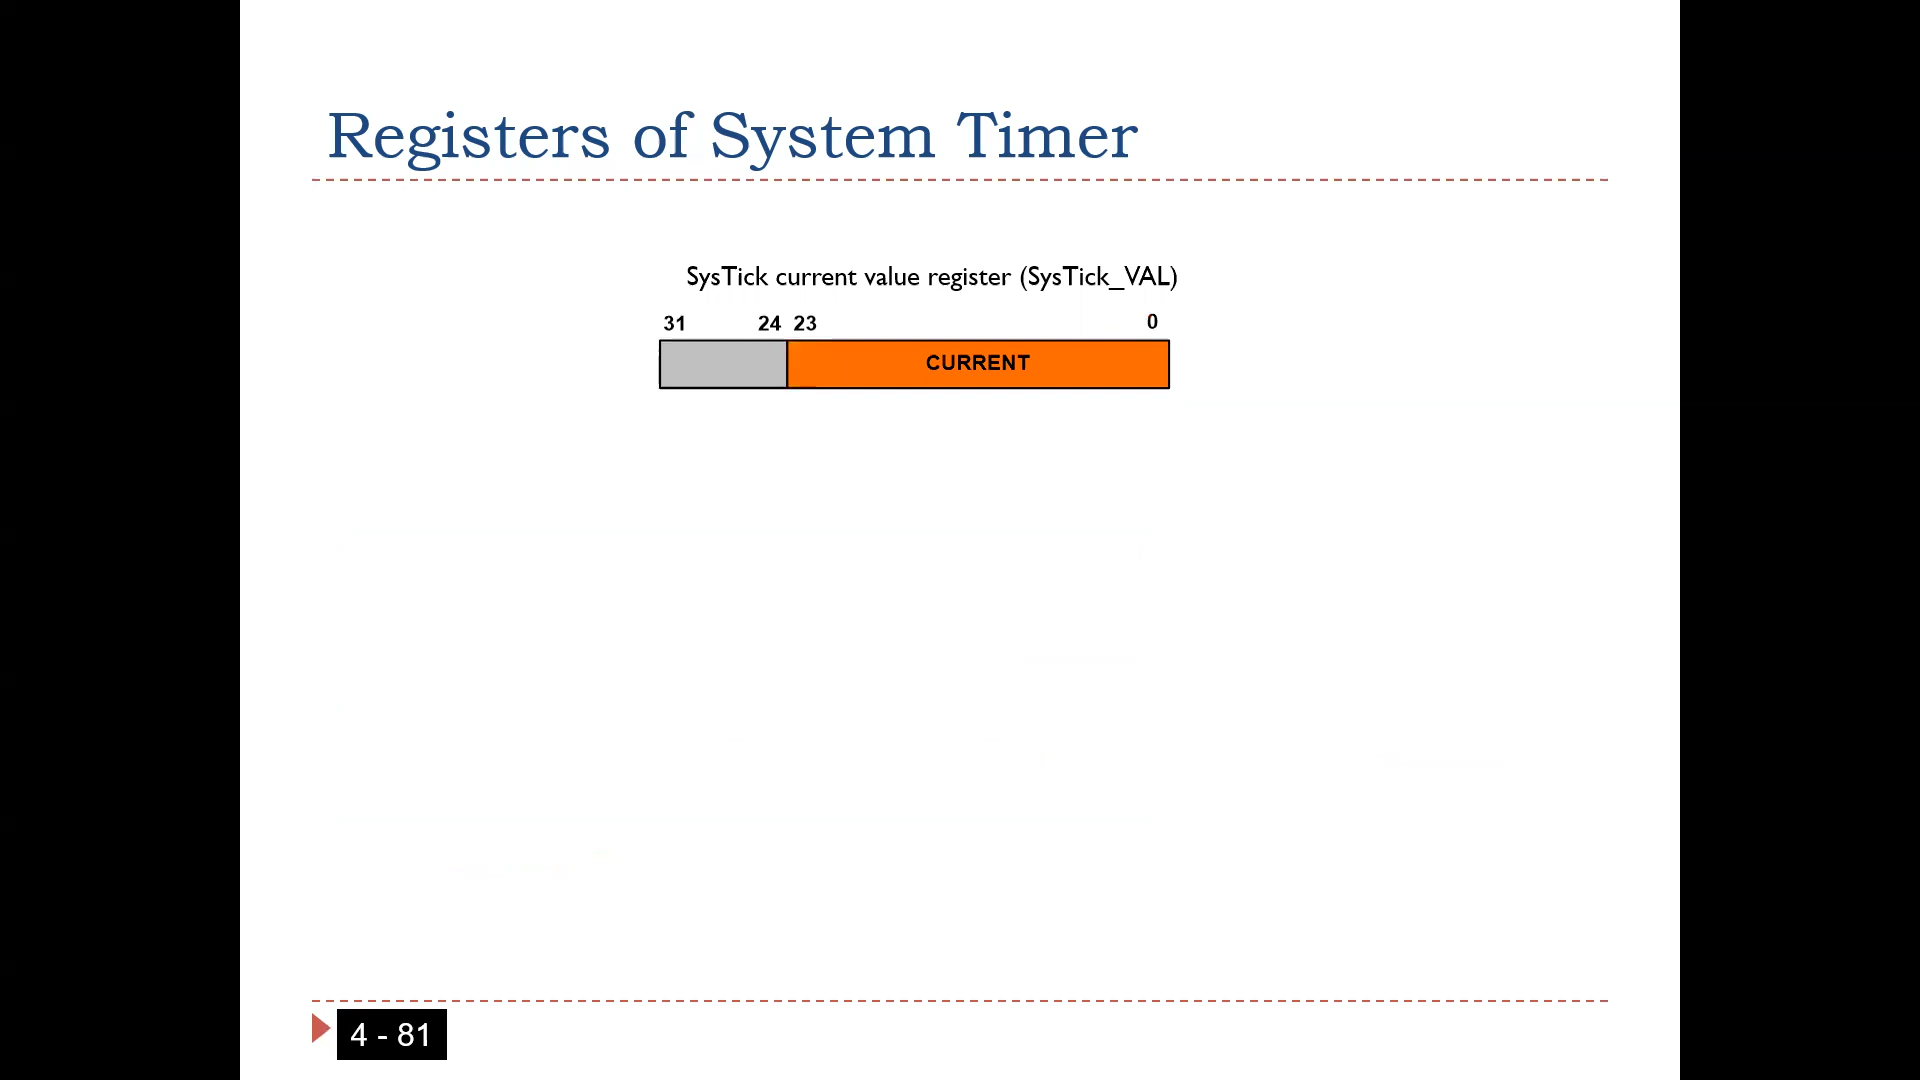 Registers of System Timer
SysTick current value register (SysTick_VAL)
31 24 23 0
CURRENT
4 - 81